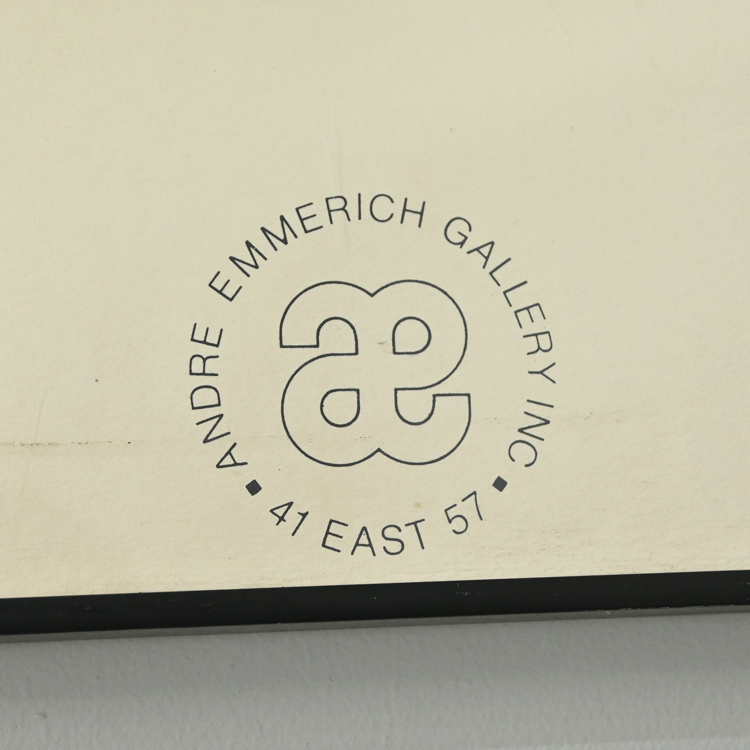 ANDRE EMMERICH GALLERY INC
41 EAST 57
æ